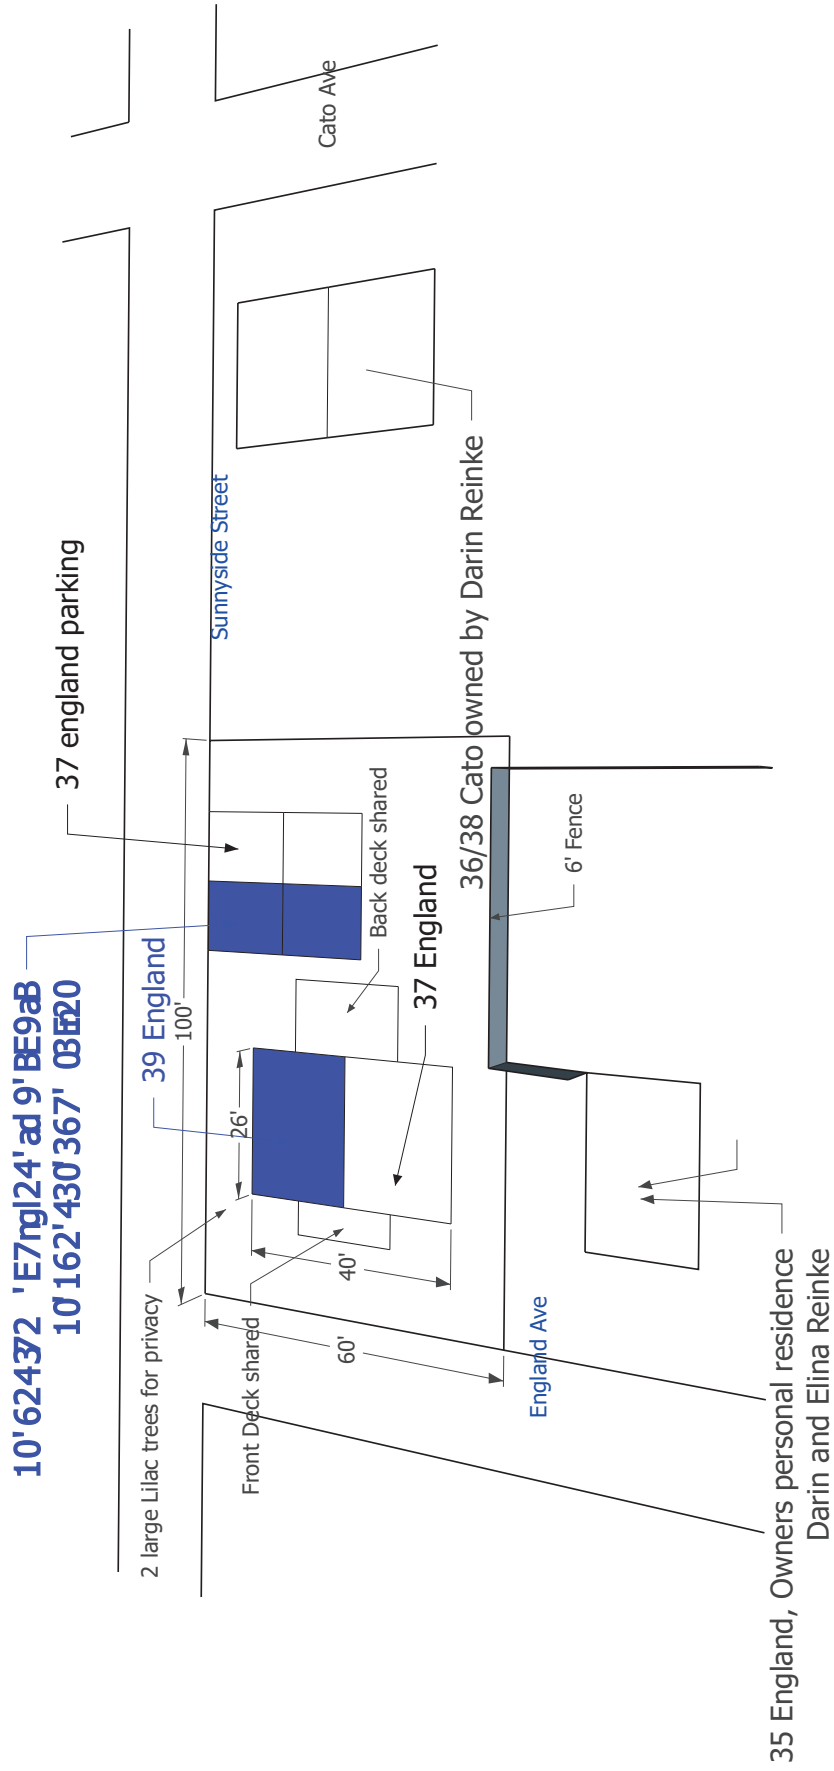 Cato Ave
37 england parking
Sunnyside Street
36/38 Cato owned by Darin Reinke
39 England
100'
Back deck shared
37 England
6' Fence
26'
40'
60'
2 large Lilac trees for privacy
Front Deck shared
England Ave
35 England, Owners personal residence
Darin and Elina Reinke